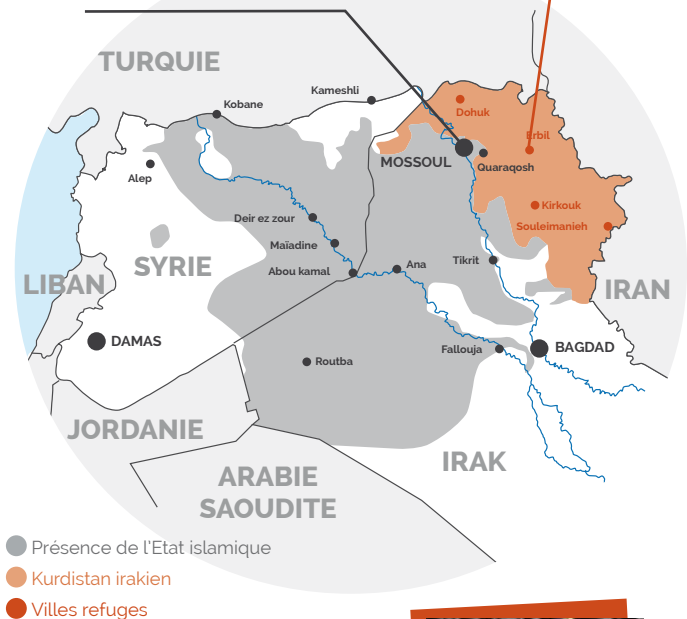 TURQUIE
Kameshli
Kobane
Dohuk
Erbil
MOSSOUL
Quaraqosh
Alep
Kirkouk
Deir ez zour
Souleimanieh
Maïadine
SYRIE
Abou kamal
Ana
Tikrit
LIBAN
IRAN
DAMAS
Fallouja
BAGDAD
Routba
JORDANIE
IRAK
ARABIE
SAOUDITE
Présence de l'Etat islamique
Kurdistan irakien
Villes refuges